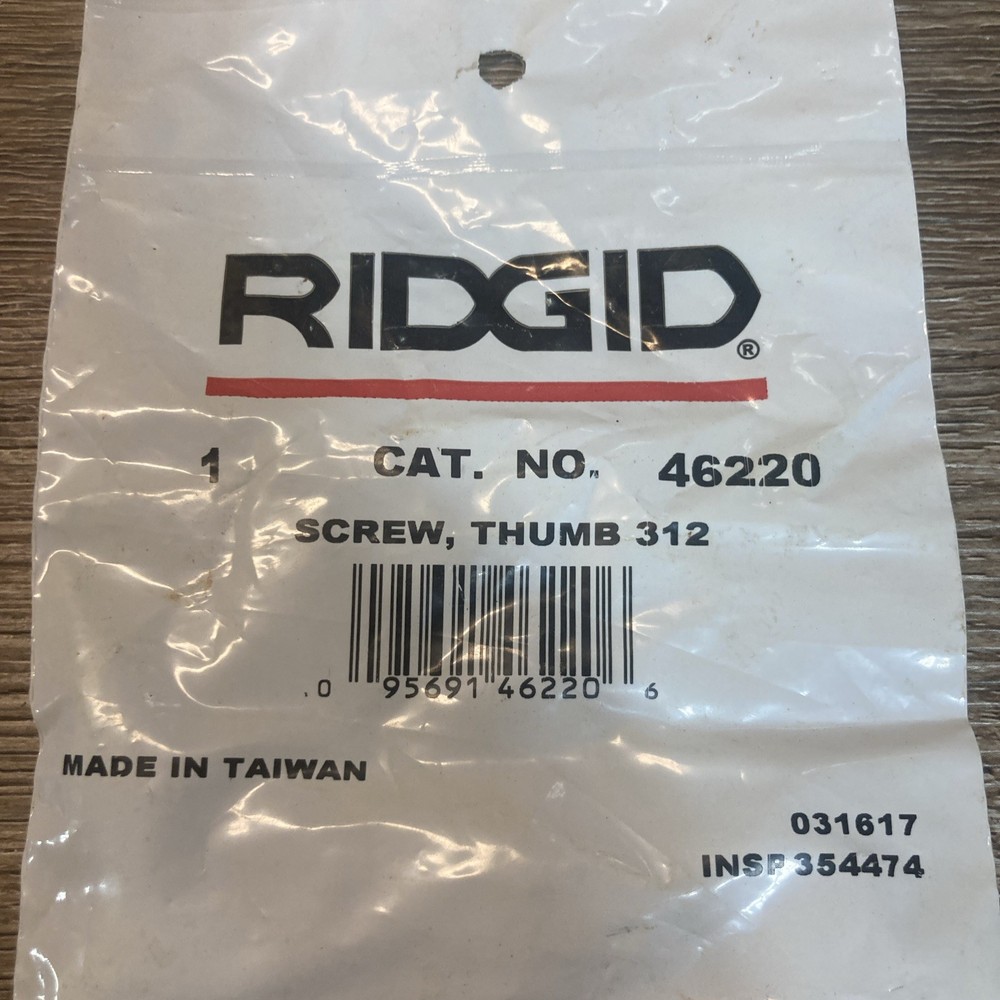 RIDGID®
1 CAT. NO. 46220
SCREW, THUMB 312
0 95691 46220 6
MADE IN TAIWAN
031617
INSP 354474